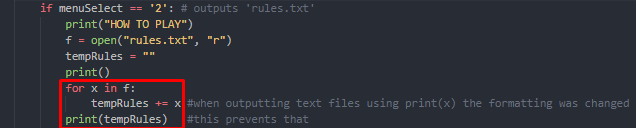 if menuSelect == '2': # outputs 'rules.txt'
print("HOW TO PLAY")
f = open("rules.txt", "r")
tempRules = ""
print()
for x in f:
tempRules += x #when outputting text files using print(x) the formatting was changed
print(tempRules) #this prevents that